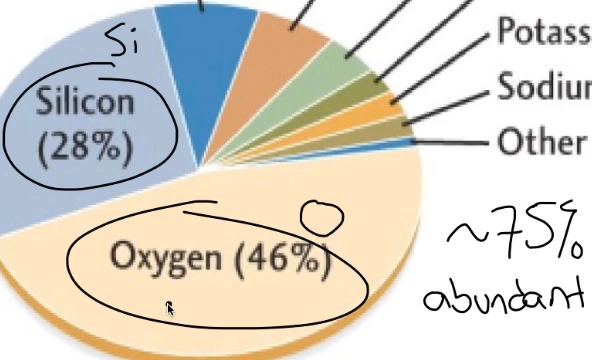 Si
Potass
Silicon
(28%)
Sodiur
Other
O
Oxygen (46%)
~75%
abundant